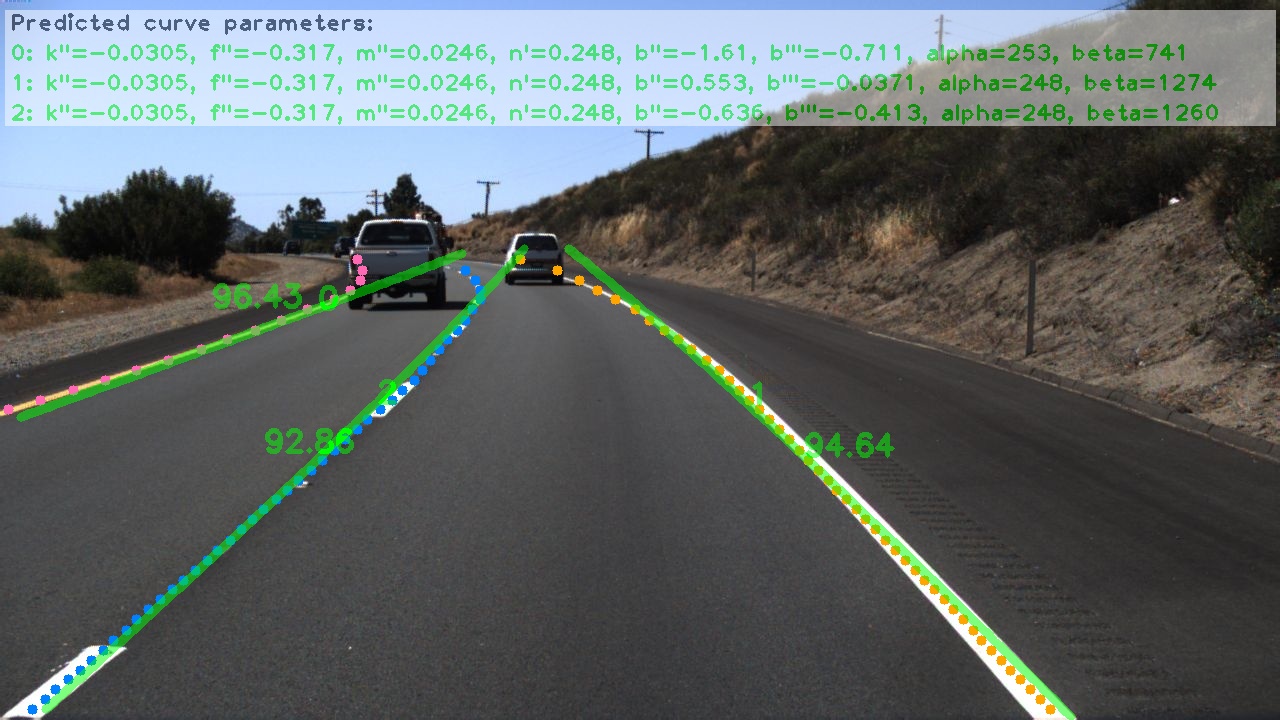 Predicted curve parameters:
0: k''=-0.0305, f''=-0.317, m''=0.0246, n'=0.248, b''=-1.61, b'''=-0.711, alpha=253, beta=741
1: k''=-0.0305, f''=-0.317, m''=0.0246, n'=0.248, b''=0.553, b'''=-0.0371, alpha=248, beta=1274
2: k''=-0.0305, f''=-0.317, m''=0.0246, n'=0.248, b''=-0.636, b'''=-0.413, alpha=248, beta=1260
96.43 0
2
1
92.86
94.64